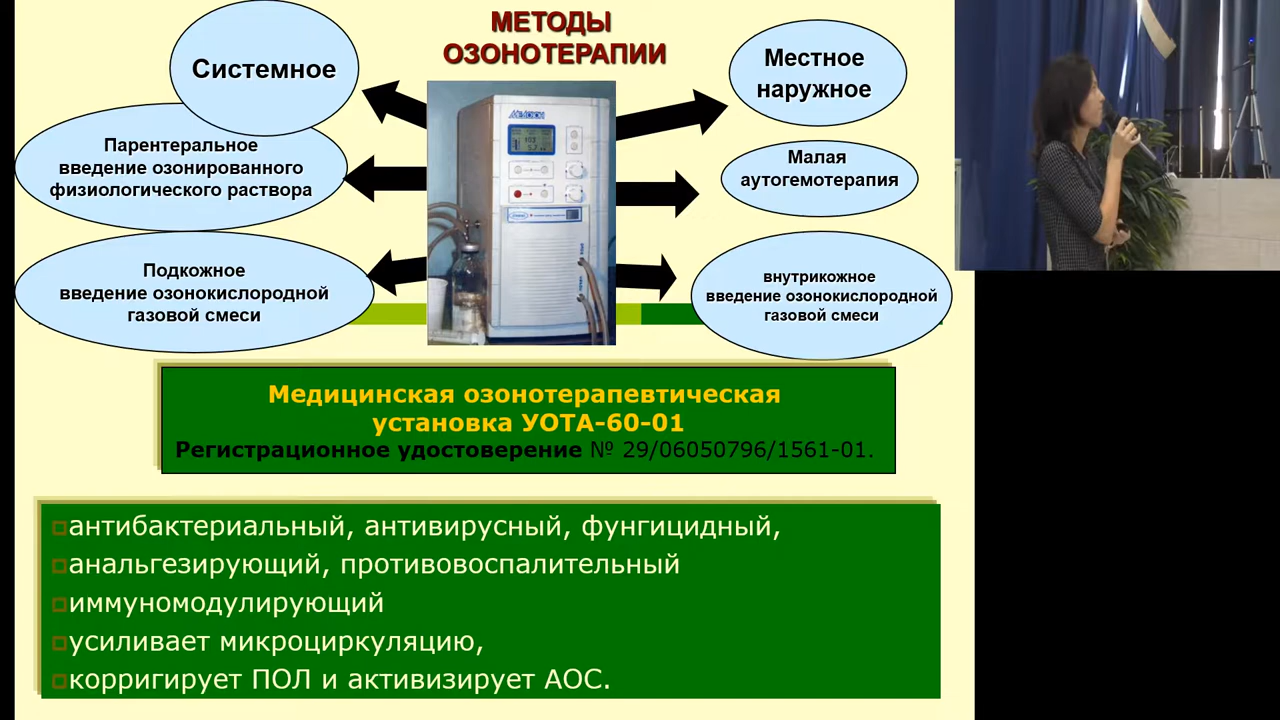 МЕТОДЫ
ОЗОНОТЕРАПИИ
Системное
Парентеральное
введение озонированного
физиологического раствора
Подкожное
введение озонокислородной
газовой смеси
Местное
наружное
Малая
аутогемотерапия
внутрикожное
введение озонокислородной
газовой смеси
Медозон
Медицинская озонотерапевтическая
установка УОТА-60-01
Регистрационное удостоверение № 29/06050796/1561-01.
антибактериальный, антивирусный, фунгицидный,
анальгезирующий, противовоспалительный
иммуномодулирующий
усиливает микроциркуляцию,
корригирует ПОЛ и активизирует АОС.